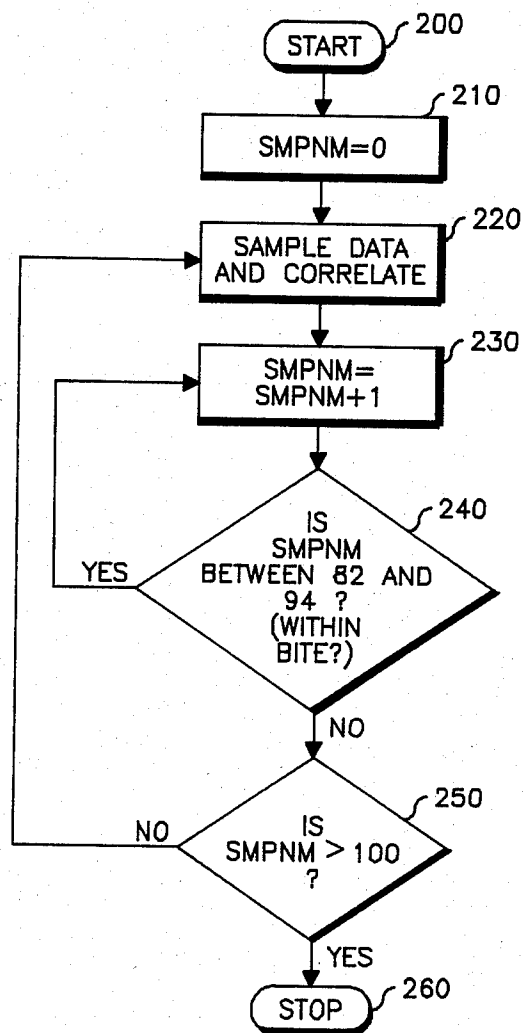 START
200
210
SMPNM=0
220
SAMPLE DATA
AND CORRELATE
230
SMPNM=
SMPNM+1
240
IS
SMPNM
BETWEEN 82 AND
94 ?
(WITHIN
BITE?)
YES
NO
250
IS
SMPNM > 100
?
NO
YES
STOP
260